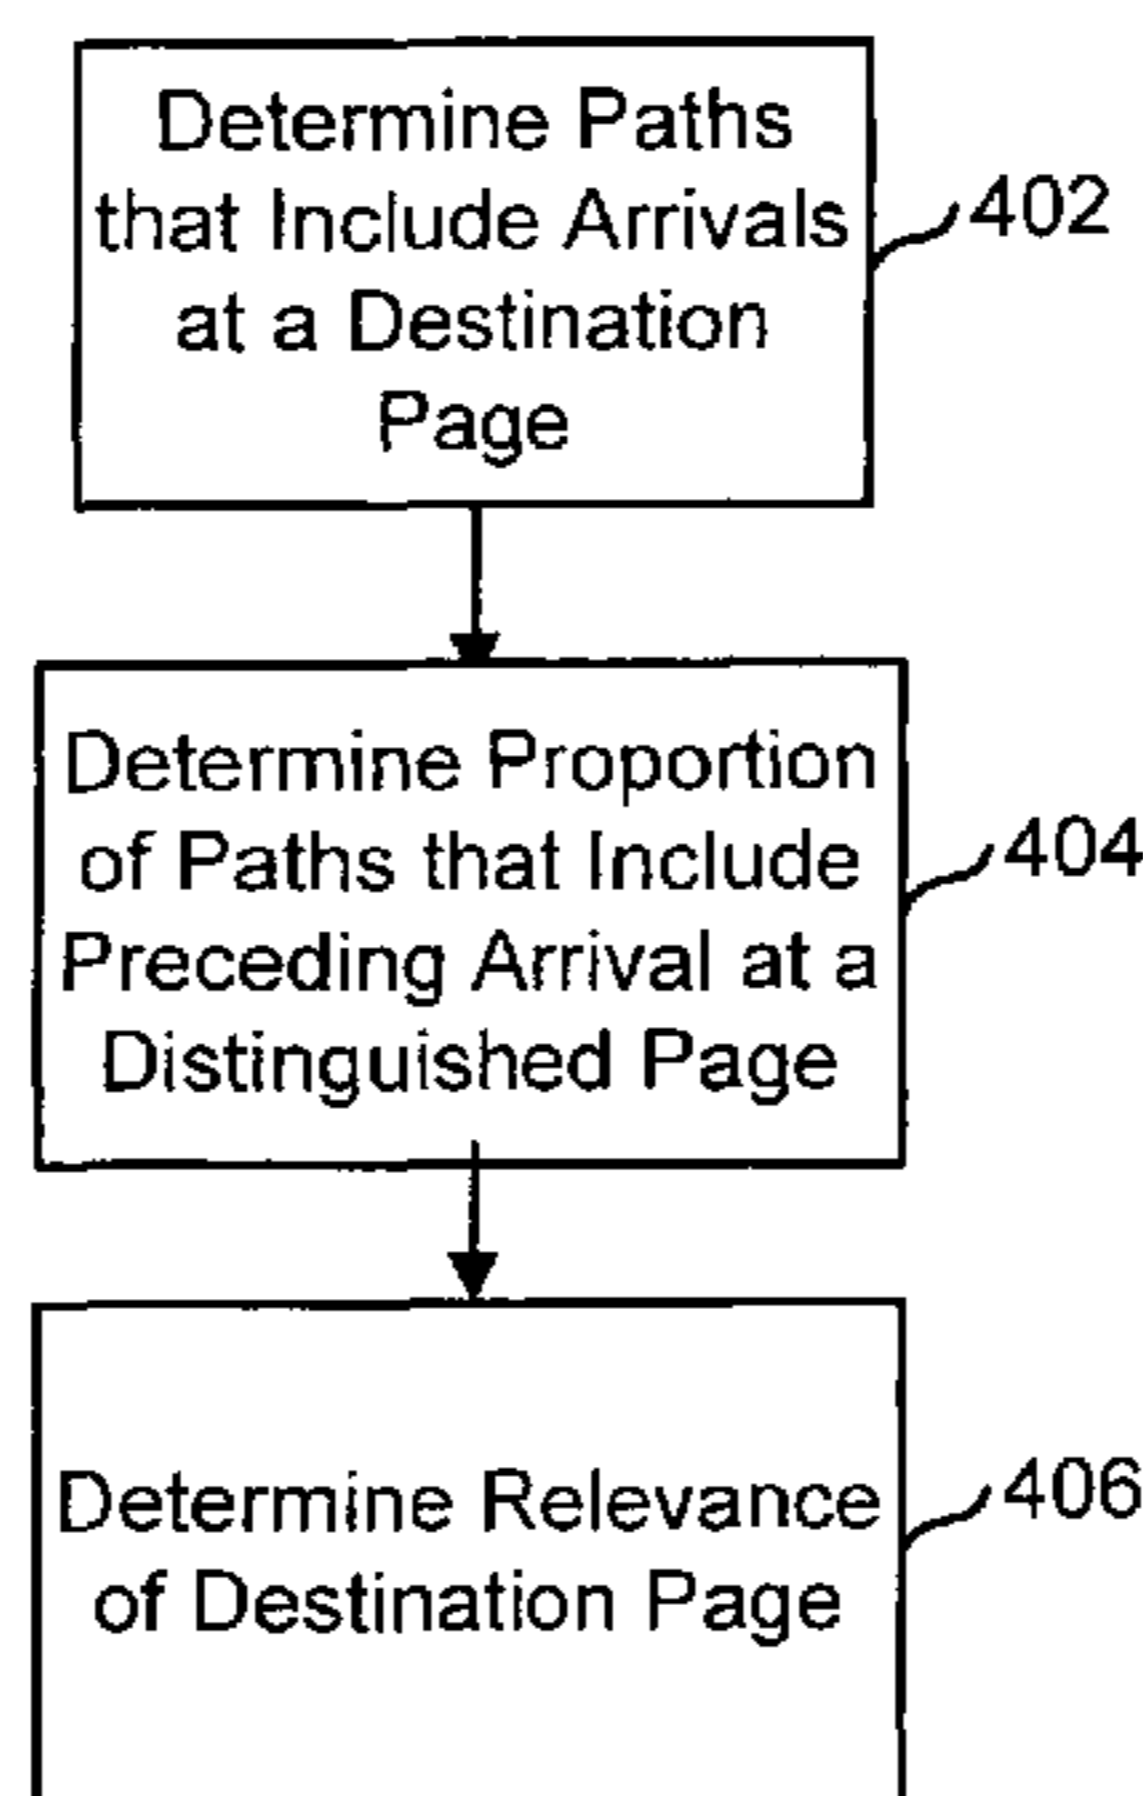 Determine Paths
that Include Arrivals
at a Destination
Page
402
Determine Proportion
of Paths that Include
Preceding Arrival at a
Distinguished Page
404
Determine Relevance
of Destination Page
406